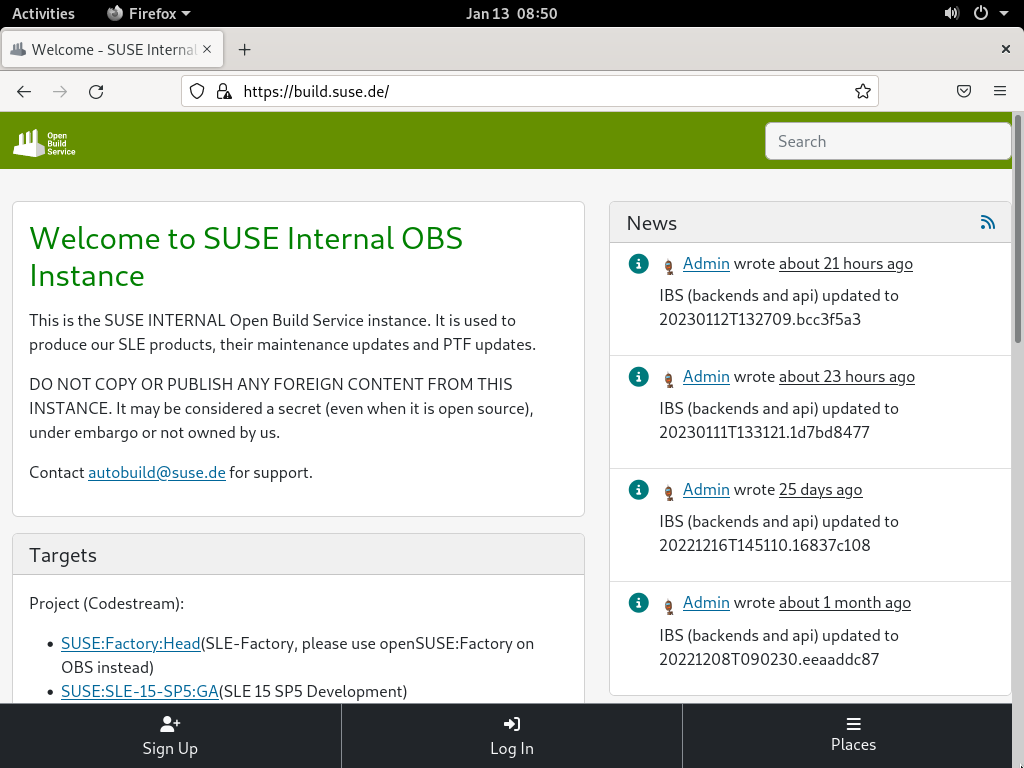 Activities
Firefox
Jan 13 08:50
Welcome - SUSE Interna
https://build.suse.de/
Open
Build
Service
Search
Welcome to SUSE Internal OBS
Instance
This is the SUSE INTERNAL Open Build Service instance. It is used to
produce our SLE products, their maintenance updates and PTF updates.
DO NOT COPY OR PUBLISH ANY FOREIGN CONTENT FROM THIS
INSTANCE. It may be considered a secret (even when it is open source),
under embargo or not owned by us.
Contact autobuild@suse.de for support.
Targets
Project (Codestream):
• SUSE:Factory:Head(SLE-Factory, please use openSUSE:Factory on
OBS instead)
• SUSE:SLE-15-SP5:GA(SLE 15 SP5 Development)
News
Admin wrote about 21 hours ago
IBS (backends and api) updated to
20230112T132709.bcc3f5a3
Admin wrote about 23 hours ago
IBS (backends and api) updated to
20230111T133121.1d7bd8477
Admin wrote 25 days ago
IBS (backends and api) updated to
20221216T145110.16837c108
Admin wrote about 1 month ago
IBS (backends and api) updated to
20221208T090230.eeaaddc87
Sign Up
Log In
Places